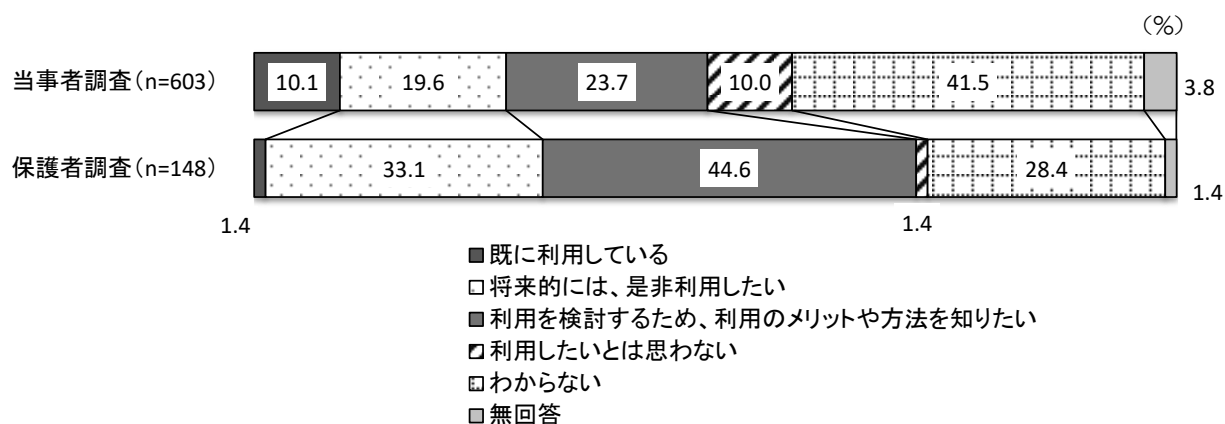 (%)
当事者調査(n=603)
10.1
19.6
23.7
10.0
41.5
3.8
保護者調査(n=148)
33.1
44.6
28.4
1.4
1.4
1.4
既に利用している
将来的には、是非利用したい
利用を検討するため、利用のメリットや方法を知りたい
利用したいとは思わない
わからない
無回答